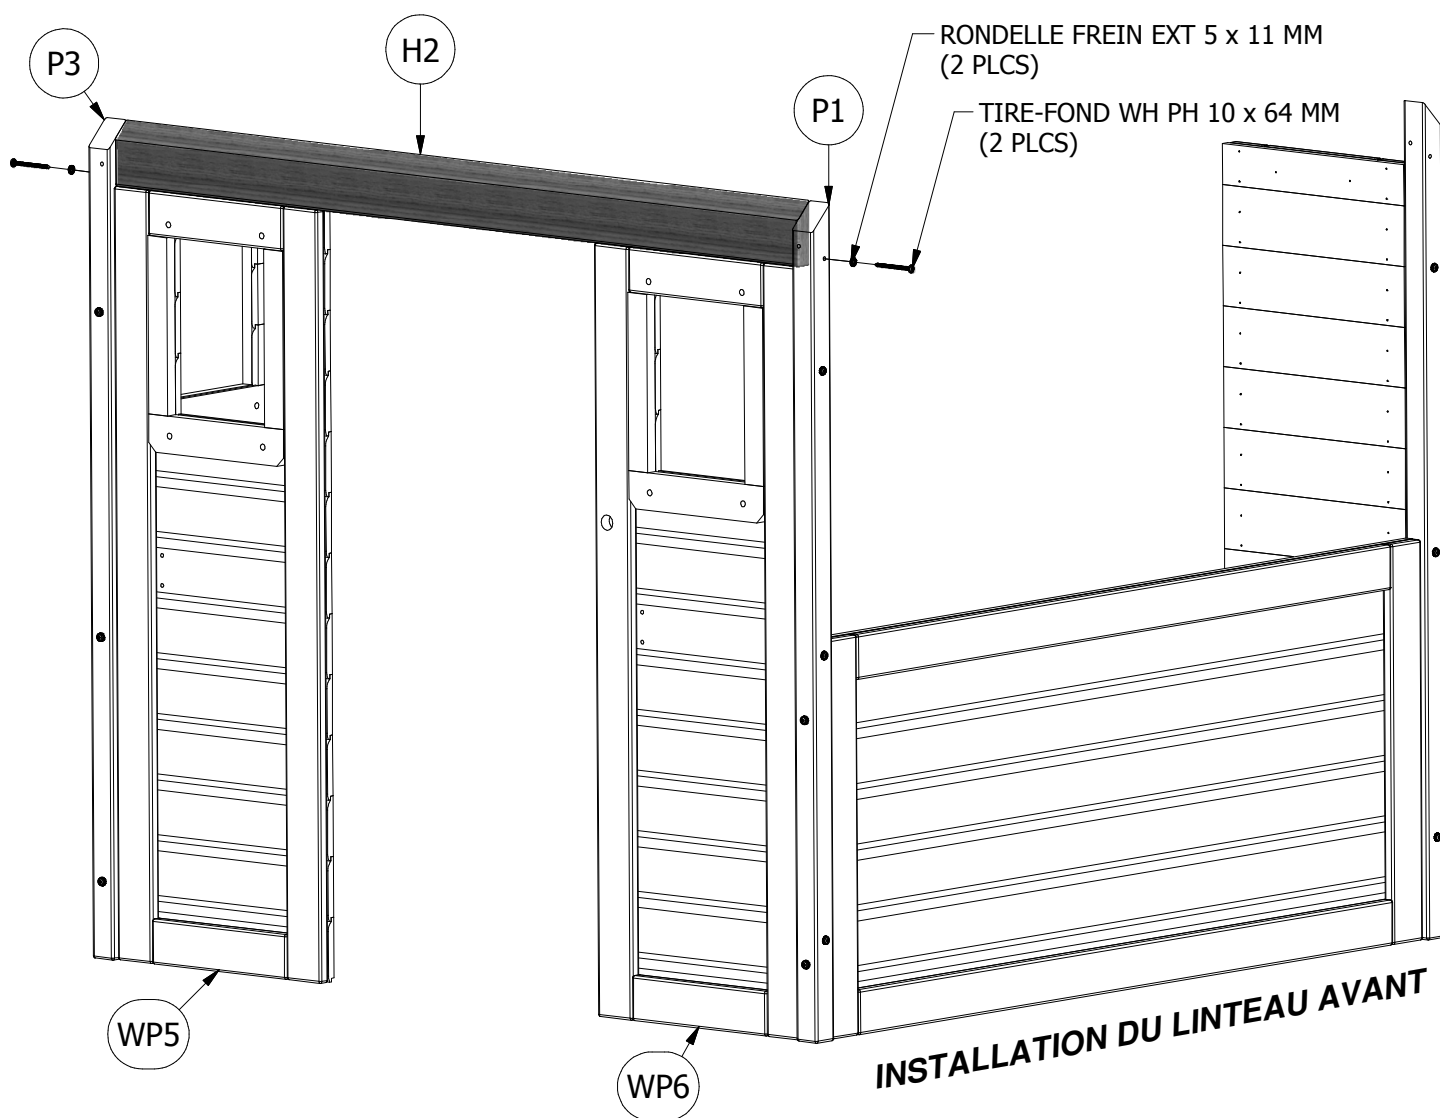 P3
H2
P1
RONDELLE FREIN EXT 5 x 11 MM
(2 PLCS)
TIRE-FOND WH PH 10 x 64 MM
(2 PLCS)
WP5
WP6
INSTALLATION DU LINTEAU AVANT